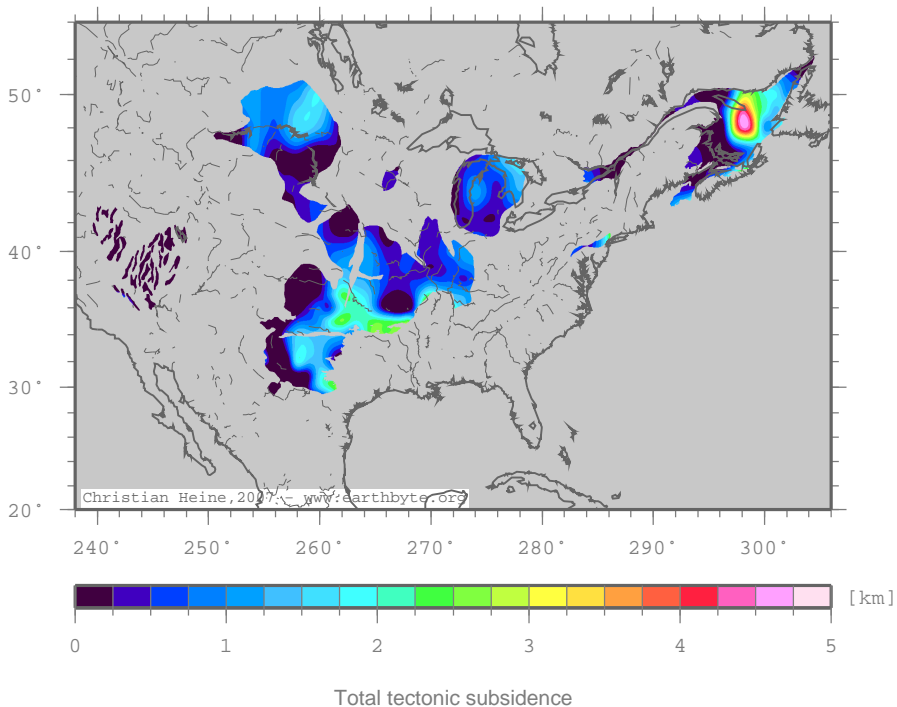 50°
40°
30°
20°
Christian Heine,2007 - www.earthbyte.org
240° 250° 260° 270° 280° 290° 300°
[km]
0 1 2 3 4 5
Total tectonic subsidence